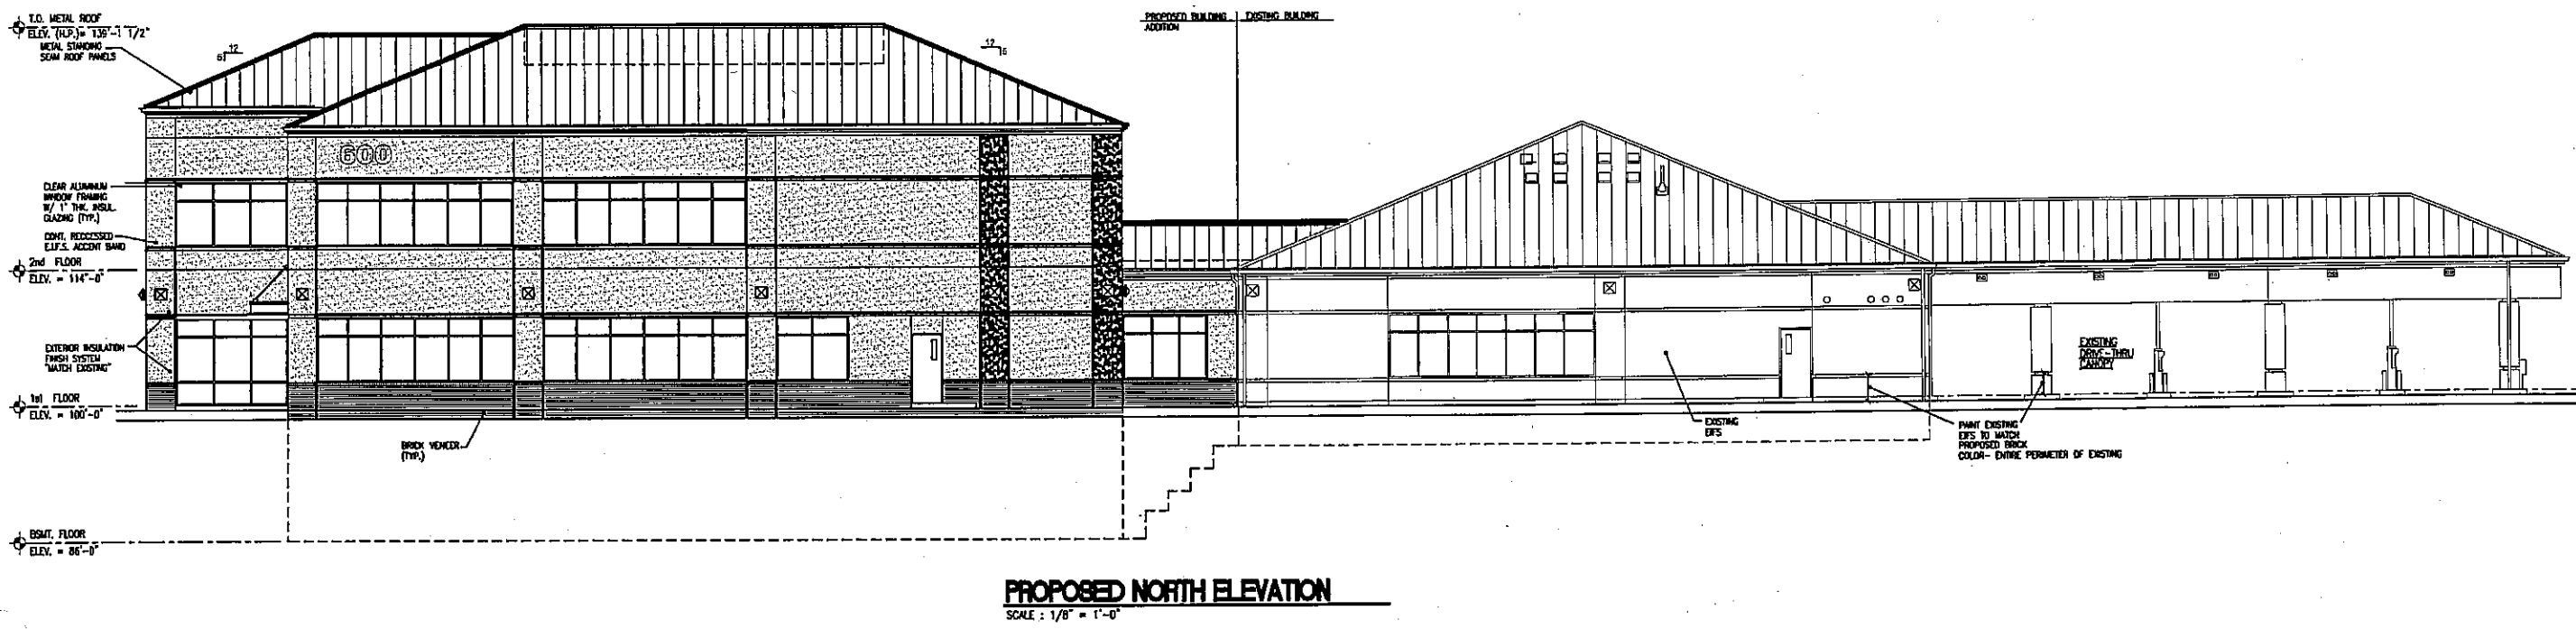 T.O. METAL ROOF
ELEV. (H.P.)= 139'-1 1/2"
METAL STANDING
SEAM ROOF PANELS
12
6
12
6
PROPOSED BUILDING
ADDITION
EXISTING BUILDING
600
CLEAR ALUMINUM
WINDOW FRAMING
W/ 1" THK. INSUL.
GLAZING (TYP.)
CONT. RECCESSED
E.I.F.S. ACCENT BAND
2nd FLOOR
ELEV. = 114'-0"
EXTERIOR INSULATION
FINISH SYSTEM
"MATCH EXISTING"
1st FLOOR
ELEV. = 100'-0"
BRICK VENEER
(TYP.)
EXISTING
DRIVE-THRU
CANOPY
EXISTING
EIFS
PAINT EXISTING
EIFS TO MATCH
PROPOSED BRICK
COLOR- ENTIRE PERIMETER OF EXISTING
BSMT. FLOOR
ELEV. = 86'-0"
PROPOSED NORTH ELEVATION
SCALE : 1/8" = 1'-0"